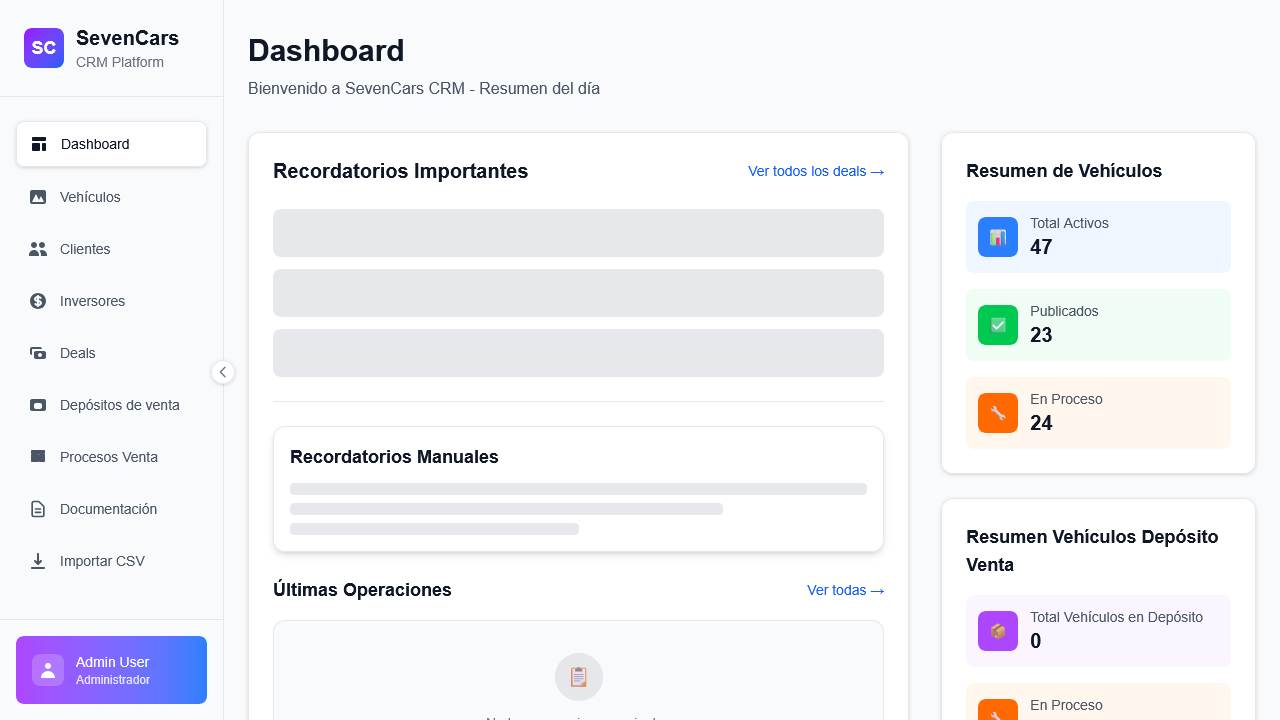 SC
SevenCars
CRM Platform
Dashboard
Vehículos
Clientes
Inversores
Deals
Depósitos de venta
Procesos Venta
Documentación
Importar CSV
Admin User
Administrador
Dashboard
Bienvenido a SevenCars CRM - Resumen del día
Recordatorios Importantes
Ver todos los deals →
Recordatorios Manuales
Últimas Operaciones
Ver todas →
Resumen de Vehículos
Total Activos
47
Publicados
23
En Proceso
24
Resumen Vehículos Depósito
Venta
Total Vehículos en Depósito
0
En Proceso